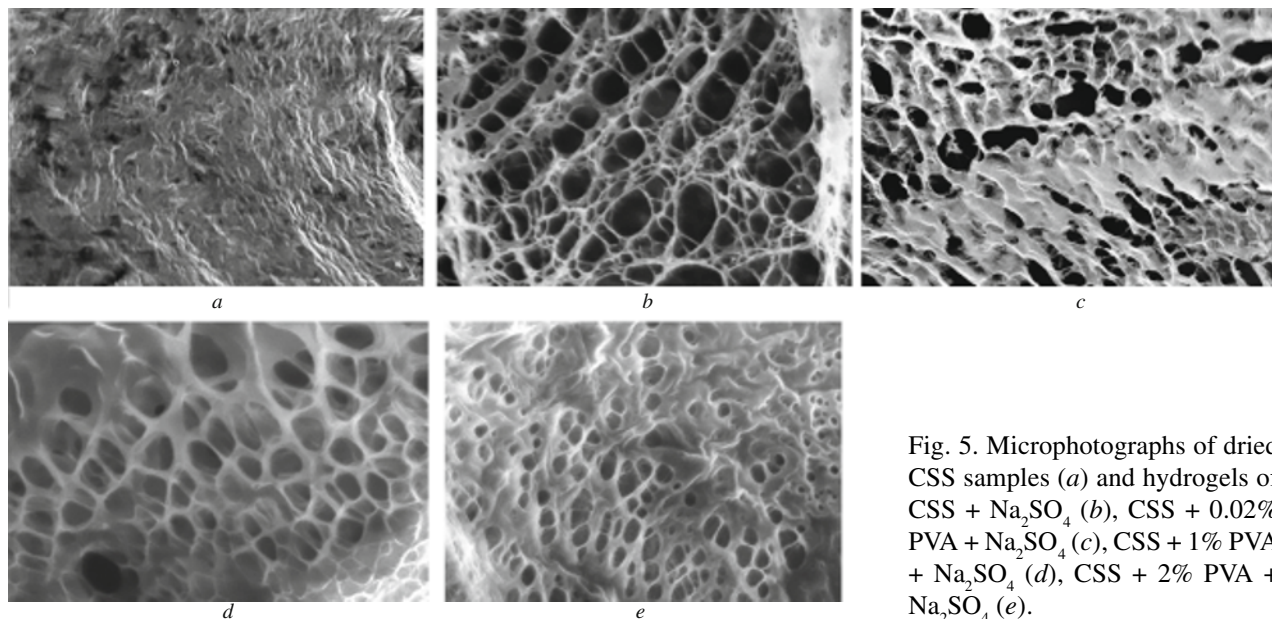 a
b
c
d
e
Fig. 5. Microphotographs of dried
CSS samples (a) and hydrogels of
CSS + Na₂SO₄ (b), CSS + 0.02%
PVA + Na₂SO₄ (c), CSS + 1% PVA
+ Na₂SO₄ (d), CSS + 2% PVA +
Na₂SO₄ (e).